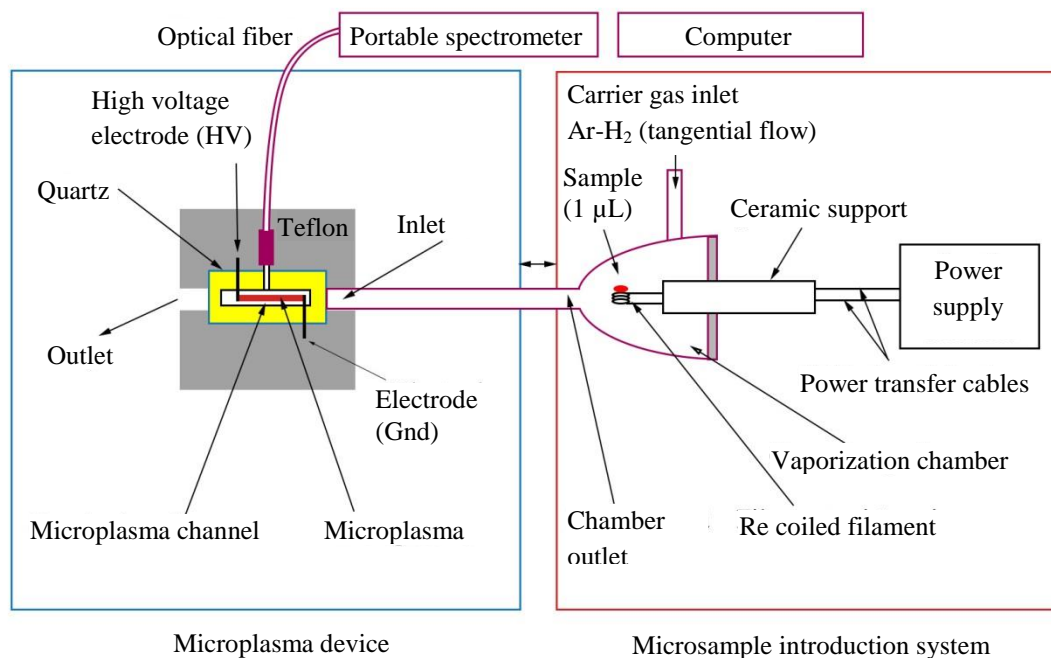 Optical fiber
Portable spectrometer
Computer
High voltage
electrode (HV)
Quartz
Teflon
Inlet
Outlet
Electrode
(Gnd)
Microplasma channel
Microplasma
Carrier gas inlet
Ar-H₂ (tangential flow)
Sample
(1 µL)
Ceramic support
Power
supply
Power transfer cables
Vaporization chamber
Re coiled filament
Chamber
outlet
Microplasma device
Microsample introduction system